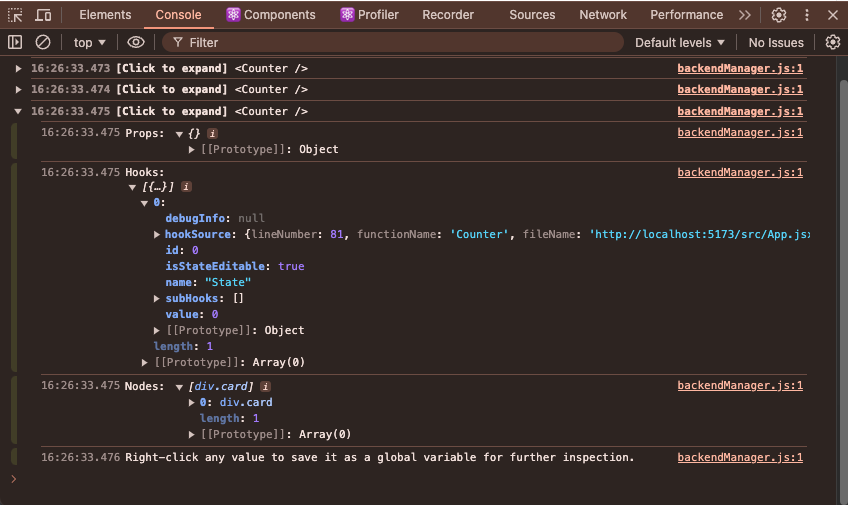 Elements Console Components Profiler Recorder Sources Network Performance
top Filter Default levels No Issues
16:26:33.473 [Click to expand] <Counter /> backendManager.js:1
16:26:33.474 [Click to expand] <Counter /> backendManager.js:1
16:26:33.475 [Click to expand] <Counter /> backendManager.js:1
16:26:33.475 Props: {} i backendManager.js:1
[[Prototype]]: Object
16:26:33.475 Hooks: backendManager.js:1
[{…}] i
0:
debugInfo: null
hookSource: {lineNumber: 81, functionName: 'Counter', fileName: 'http://localhost:5173/src/App.jsx
id: 0
isStateEditable: true
name: "State"
subHooks: []
value: 0
[[Prototype]]: Object
length: 1
[[Prototype]]: Array(0)
16:26:33.475 Nodes: [div.card] i backendManager.js:1
0: div.card
length: 1
[[Prototype]]: Array(0)
16:26:33.476 Right-click any value to save it as a global variable for further inspection. backendManager.js:1